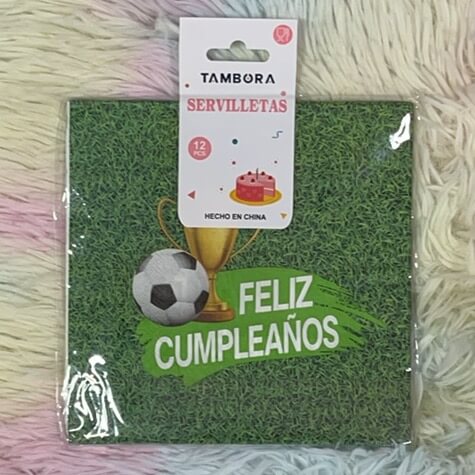 TAMBORA
SERVILLETAS
12
PCS
HECHO EN CHINA
FELIZ
CUMPLEAÑOS